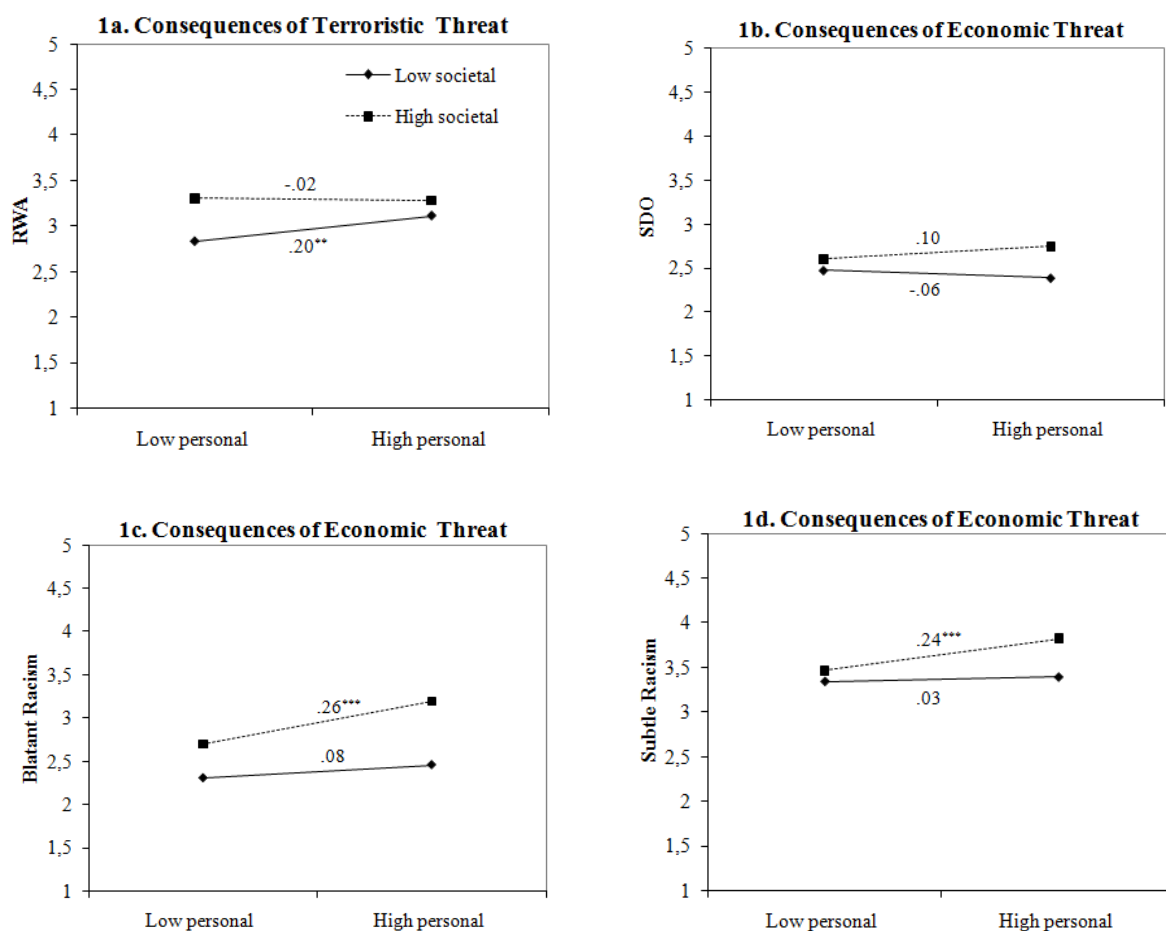 1a. Consequences of Terroristic Threat
5
4,5
4
3,5
3
2,5
2
1,5
1
RWA
Low societal
High societal
-.02
.20**
Low personal
High personal
1b. Consequences of Economic Threat
5
4,5
4
3,5
3
2,5
2
1,5
1
SDO
.10
-.06
Low personal
High personal
1c. Consequences of Economic Threat
5
4,5
4
3,5
3
2,5
2
1,5
1
Blatant Racism
.26***
.08
Low personal
High personal
1d. Consequences of Economic Threat
5
4,5
4
3,5
3
2,5
2
1,5
1
Subtle Racism
.24***
.03
Low personal
High personal